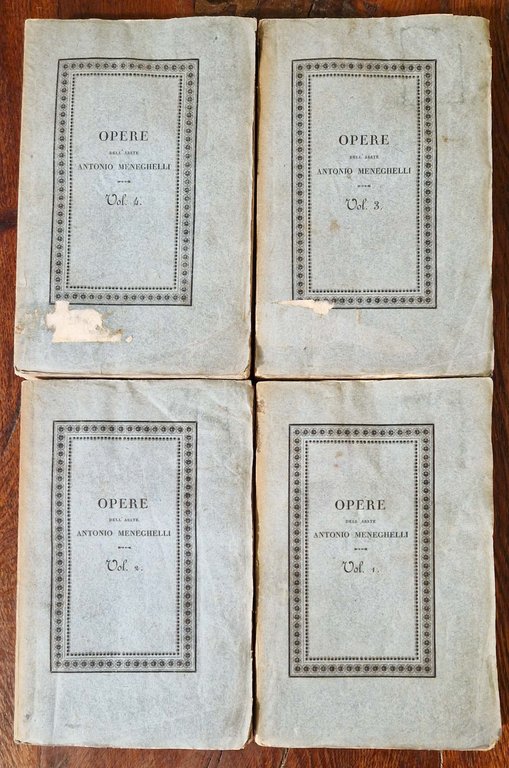 OPERE
DELL' ABATE
ANTONIO MENEGHELLI
Vol. 4.
OPERE
DELL' ABATE
ANTONIO MENEGHELLI
Vol. 3.
OPERE
DELL' ABATE
ANTONIO MENEGHELLI
Vol. 2.
OPERE
DELL' ABATE
ANTONIO MENEGHELLI
Vol. 1.